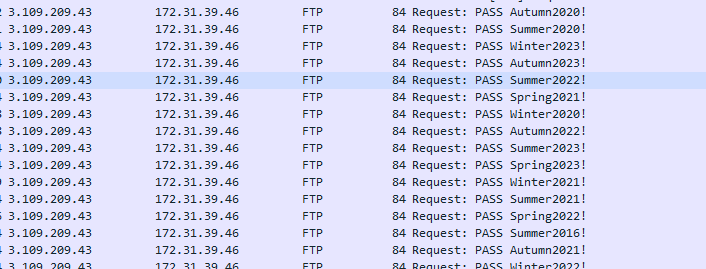 2 3.109.209.43 172.31.39.46 FTP 84 Request: PASS Autumn2020!
3.109.209.43 172.31.39.46 FTP 84 Request: PASS Summer2020!
4 3.109.209.43 172.31.39.46 FTP 84 Request: PASS Winter2023!
4 3.109.209.43 172.31.39.46 FTP 84 Request: PASS Autumn2023!
3.109.209.43 172.31.39.46 FTP 84 Request: PASS Summer2022!
4 3.109.209.43 172.31.39.46 FTP 84 Request: PASS Spring2021!
3.109.209.43 172.31.39.46 FTP 84 Request: PASS Winter2020!
3.109.209.43 172.31.39.46 FTP 84 Request: PASS Autumn2022!
4 3.109.209.43 172.31.39.46 FTP 84 Request: PASS Summer2023!
4 3.109.209.43 172.31.39.46 FTP 84 Request: PASS Spring2023!
3.109.209.43 172.31.39.46 FTP 84 Request: PASS Winter2021!
4 3.109.209.43 172.31.39.46 FTP 84 Request: PASS Summer2021!
3.109.209.43 172.31.39.46 FTP 84 Request: PASS Spring2022!
4 3.109.209.43 172.31.39.46 FTP 84 Request: PASS Summer2016!
4 3.109.209.43 172.31.39.46 FTP 84 Request: PASS Autumn2021!
4 3.109.209.43 172.31.39.46 FTP 84 Request: PASS Winter2022!